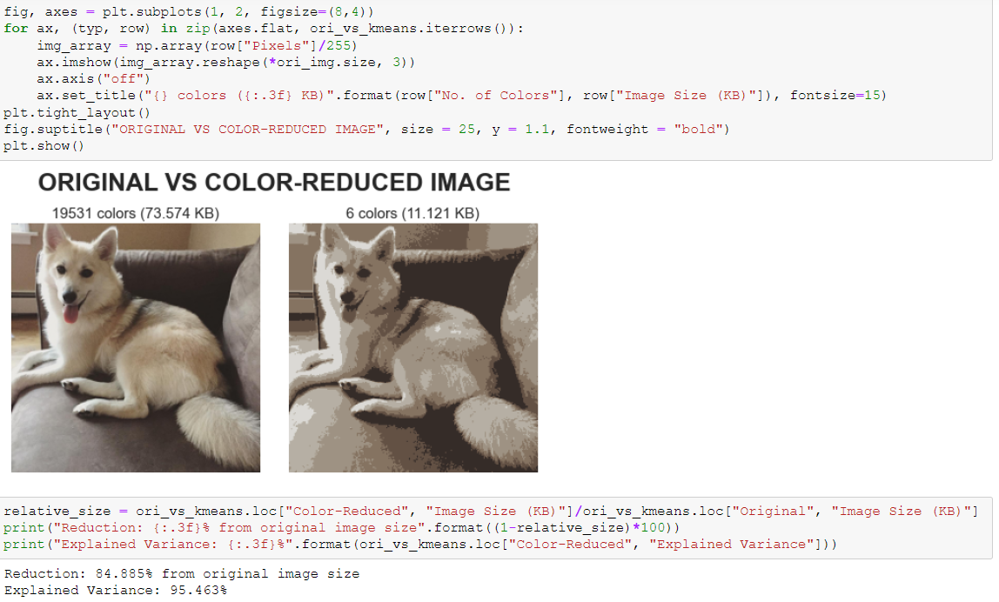 fig, axes = plt.subplots(1, 2, figsize=(8,4))
for ax, (typ, row) in zip(axes.flat, ori_vs_kmeans.iterrows()):
    img_array = np.array(row["Pixels"]/255)
    ax.imshow(img_array.reshape(*ori_img.size, 3))
    ax.axis("off")
    ax.set_title("{} colors ({:.3f} KB)".format(row["No. of Colors"], row["Image Size (KB)"]), fontsize=15)
plt.tight_layout()
fig.suptitle("ORIGINAL VS COLOR-REDUCED IMAGE", size = 25, y = 1.1, fontweight = "bold")
plt.show()
ORIGINAL VS COLOR-REDUCED IMAGE
19531 colors (73.574 KB)
6 colors (11.121 KB)
relative_size = ori_vs_kmeans.loc["Color-Reduced", "Image Size (KB)"]/ori_vs_kmeans.loc["Original", "Image Size (KB)"]
print("Reduction: {:.3f}% from original image size".format((1-relative_size)*100))
print("Explained Variance: {:.3f}%".format(ori_vs_kmeans.loc["Color-Reduced", "Explained Variance"]))
Reduction: 84.885% from original image size
Explained Variance: 95.463%